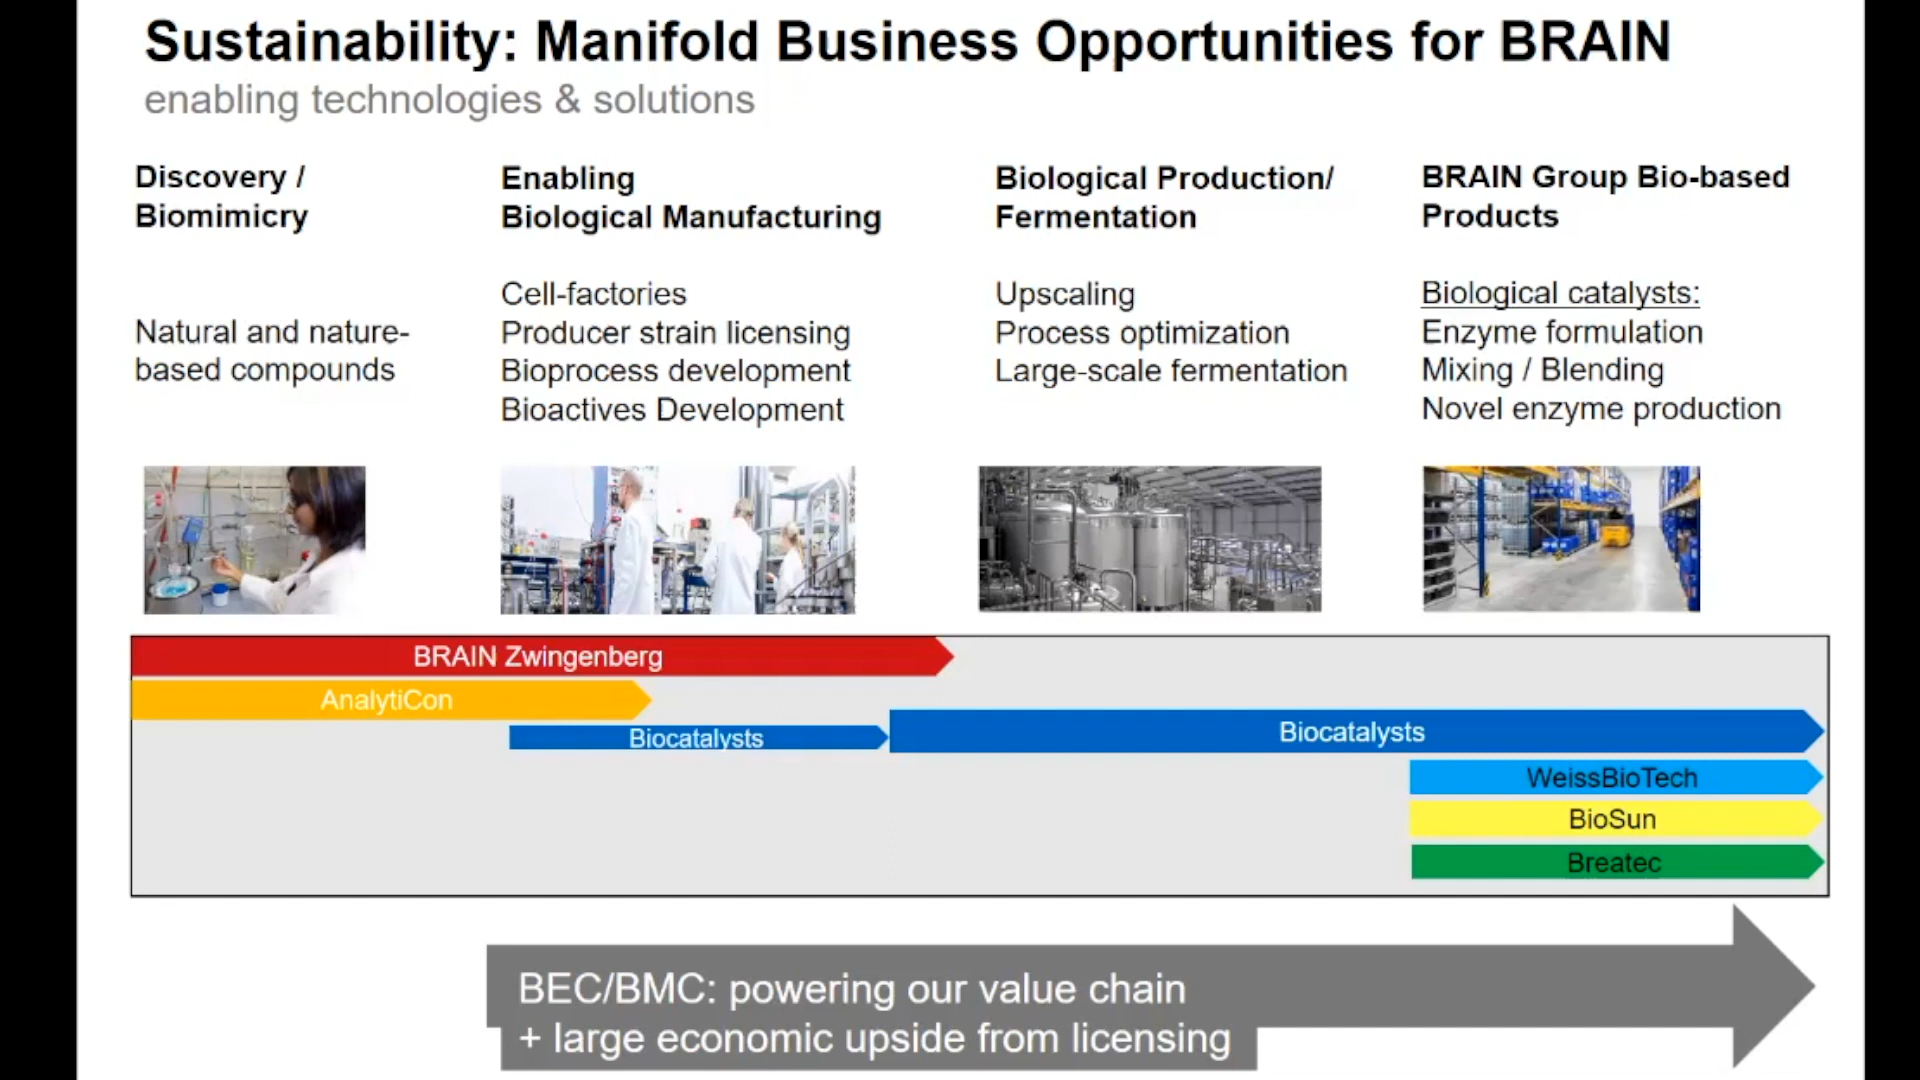 Sustainability: Manifold Business Opportunities for BRAIN
enabling technologies & solutions
Discovery /
Biomimicry
Natural and nature-
based compounds
Enabling
Biological Manufacturing
Cell-factories
Producer strain licensing
Bioprocess development
Bioactives Development
Biological Production/
Fermentation
Upscaling
Process optimization
Large-scale fermentation
BRAIN Group Bio-based
Products
Biological catalysts:
Enzyme formulation
Mixing / Blending
Novel enzyme production
BRAIN Zwingenberg
AnalytiCon
Biocatalysts
Biocatalysts
WeissBioTech
BioSun
Breatec
BEC/BMC: powering our value chain
+ large economic upside from licensing